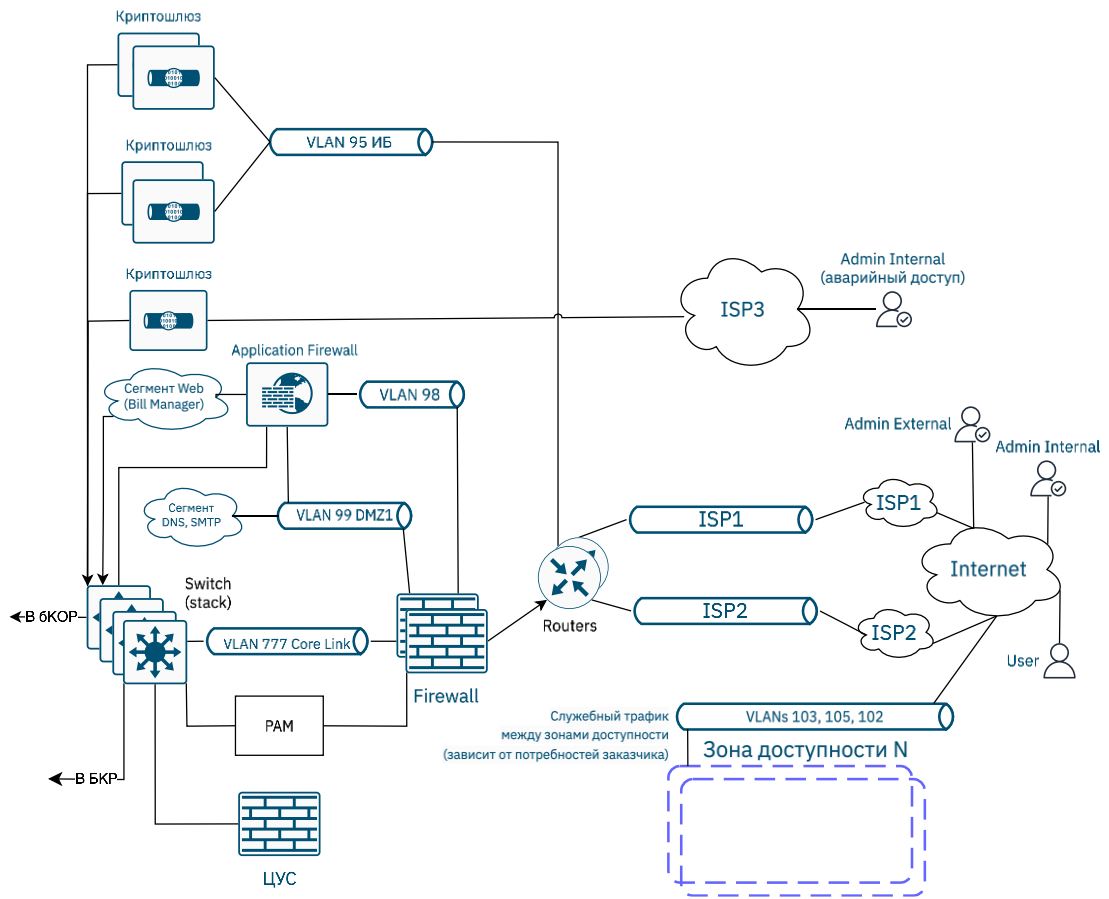 Криптошлюз
VLAN 95 ИБ
Криптошлюз
Криптошлюз
ISP3
Admin Internal
(аварийный доступ)
Application Firewall
Сегмент Web
(Bill Manager)
VLAN 98
Admin External
Admin Internal
Сегмент
DNS, SMTP
VLAN 99 DMZ1
ISP1
ISP1
Internet
Switch
(stack)
В бКОР
VLAN 777 Core Link
Routers
ISP2
ISP2
User
Firewall
PAM
Служебный трафик
между зонами доступности
(зависит от потребностей заказчика)
VLANs 103, 105, 102
Зона доступности N
В БКР
ЦУС